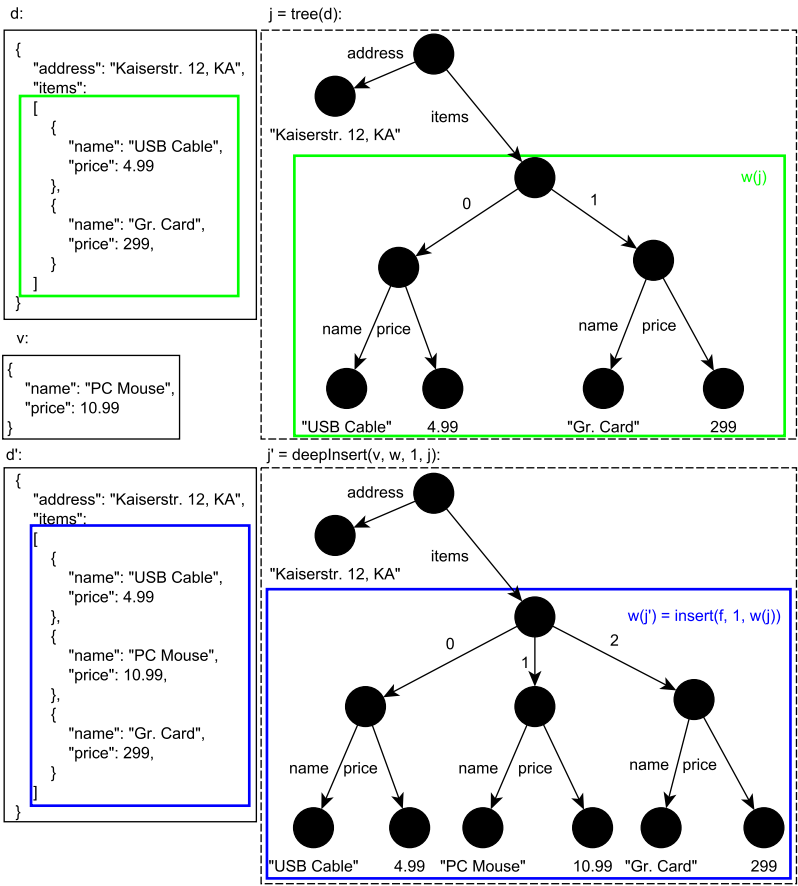 d:
{
"address": "Kaiserstr. 12, KA",
"items":
[
{
"name": "USB Cable",
"price": 4.99
},
{
"name": "Gr. Card",
"price": 299,
}
]
}
j = tree(d):
address
"Kaiserstr. 12, KA"
items
w(j)
0 1
name price name price
"USB Cable" 4.99 "Gr. Card" 299
v:
{
"name": "PC Mouse",
"price": 10.99
}
d':
{
"address": "Kaiserstr. 12, KA",
"items":
[
{
"name": "USB Cable",
"price": 4.99
},
{
"name": "PC Mouse",
"price": 10.99,
},
{
"name": "Gr. Card",
"price": 299,
}
]
}
j' = deepInsert(v, w, 1, j):
address
items
"Kaiserstr. 12, KA"
w(j') = insert(f, 1, w(j))
0 1 2
name price name price name price
"USB Cable" 4.99 "PC Mouse" 10.99 "Gr. Card" 299